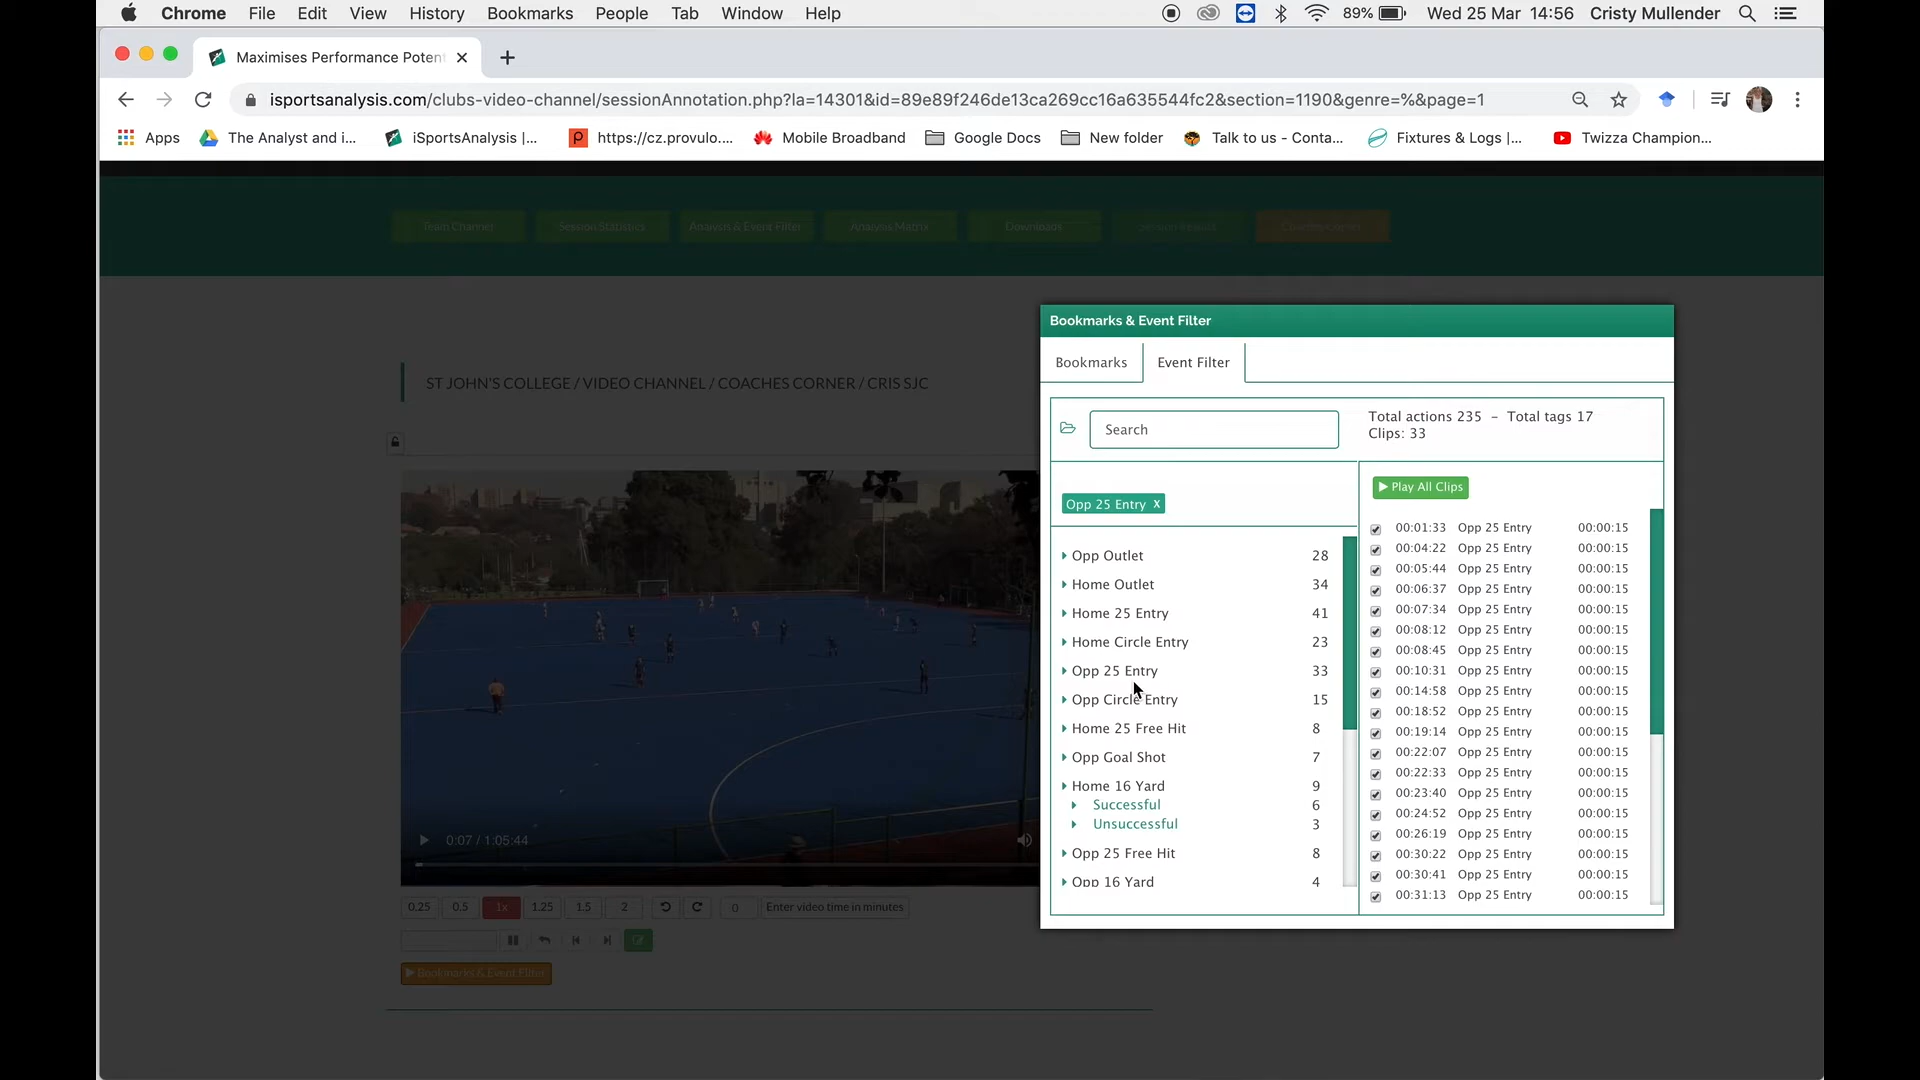 Chrome File Edit View History Bookmarks People Tab Window Help 89% Wed 25 Mar 14:56 Cristy Mullender
Maximises Performance Poten
isportsanalysis.com/clubs-video-channel/sessionAnnotation.php?la=14301&id=89e89f246de13ca269cc16a635544fc2&section=1190&genre=%&page=1
Apps The Analyst and i... iSportsAnalysis |... https://cz.provulo.... Mobile Broadband Google Docs New folder Talk to us - Conta... Fixtures & Logs |... Twizza Champion...
Team Channel Session Statistics Analysis & Event Filter Analysis Matrix Downloads
Bookmarks & Event Filter
Bookmarks Event Filter
ST JOHN'S COLLEGE / VIDEO CHANNEL / COACHES CORNER / CRIS SJC
Search
Total actions 235 – Total tags 17
Clips: 33
Play All Clips
Opp 25 Entry x
Opp Outlet 28
Home Outlet 34
Home 25 Entry 41
Home Circle Entry 23
Opp 25 Entry 33
Opp Circle Entry 15
Home 25 Free Hit 8
Opp Goal Shot 7
Home 16 Yard 9
Successful 6
Unsuccessful 3
Opp 25 Free Hit 8
Opp 16 Yard 4
00:01:33 Opp 25 Entry 00:00:15
00:04:22 Opp 25 Entry 00:00:15
00:05:44 Opp 25 Entry 00:00:15
00:06:37 Opp 25 Entry 00:00:15
00:07:34 Opp 25 Entry 00:00:15
00:08:12 Opp 25 Entry 00:00:15
00:08:45 Opp 25 Entry 00:00:15
00:10:31 Opp 25 Entry 00:00:15
00:14:58 Opp 25 Entry 00:00:15
00:18:52 Opp 25 Entry 00:00:15
00:19:14 Opp 25 Entry 00:00:15
00:22:07 Opp 25 Entry 00:00:15
00:22:33 Opp 25 Entry 00:00:15
00:23:40 Opp 25 Entry 00:00:15
00:24:52 Opp 25 Entry 00:00:15
00:26:19 Opp 25 Entry 00:00:15
00:30:22 Opp 25 Entry 00:00:15
00:30:41 Opp 25 Entry 00:00:15
00:31:13 Opp 25 Entry 00:00:15
0:07 / 1:05:44
0.25 0.5 1x 1.25 1.5 2 0 Enter video time in minutes
Bookmarks & Event Filter